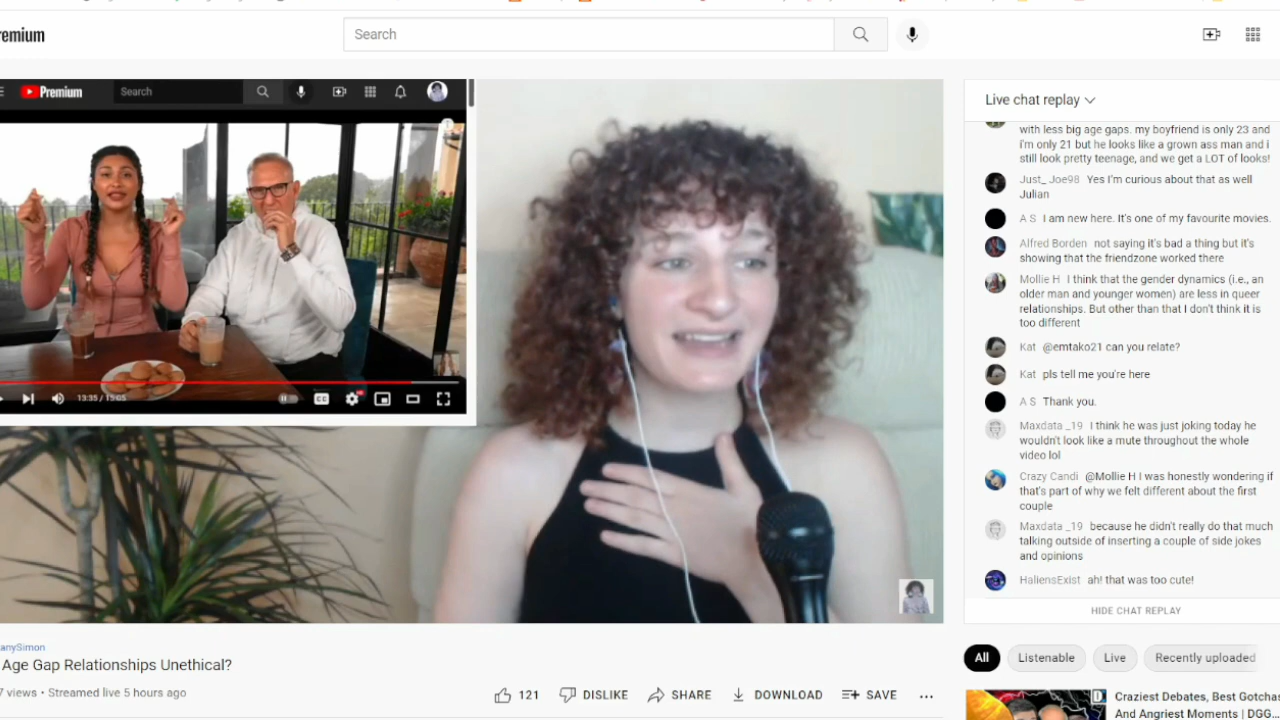 remium
Search
Premium
Search
13:35 / 15:05
CC
Live chat replay
with less big age gaps. my boyfriend is only 23 and
i'm only 21 but he looks like a grown ass man and i
still look pretty teenage, and we get a LOT of looks!
Just_ Joe98 Yes I'm curious about that as well
Julian
A S I am new here. It's one of my favourite movies.
Alfred Borden not saying it's bad a thing but it's
showing that the friendzone worked there
Mollie H I think that the gender dynamics (i.e., an
older man and younger women) are less in queer
relationships. But other than that I don't think it is
too different
Kat @emtako21 can you relate?
Kat pls tell me you're here
A S Thank you.
Maxdata _19 I think he was just joking today he
wouldn't look like a mute throughout the whole
video lol
Crazy Candi @Mollie H I was honestly wondering if
that's part of why we felt different about the first
couple
Maxdata _19 because he didn't really do that much
talking outside of inserting a couple of side jokes
and opinions
HaliensExist ah! that was too cute!
HIDE CHAT REPLAY
anySimon
Age Gap Relationships Unethical?
7 views • Streamed live 5 hours ago
121 DISLIKE SHARE DOWNLOAD SAVE
All Listenable Live Recently uploaded
Craziest Debates, Best Gotchas
And Angriest Moments | DGG...